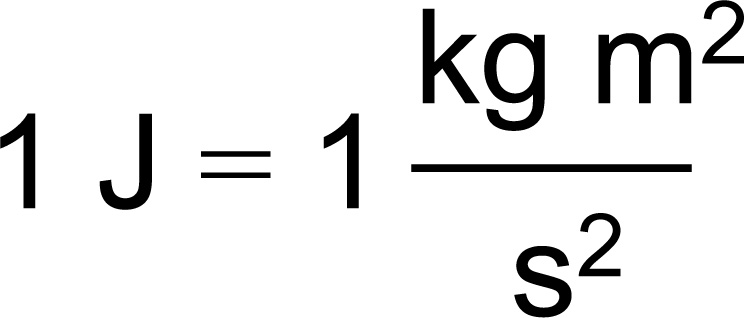 1 J = 1 kg m²
s²